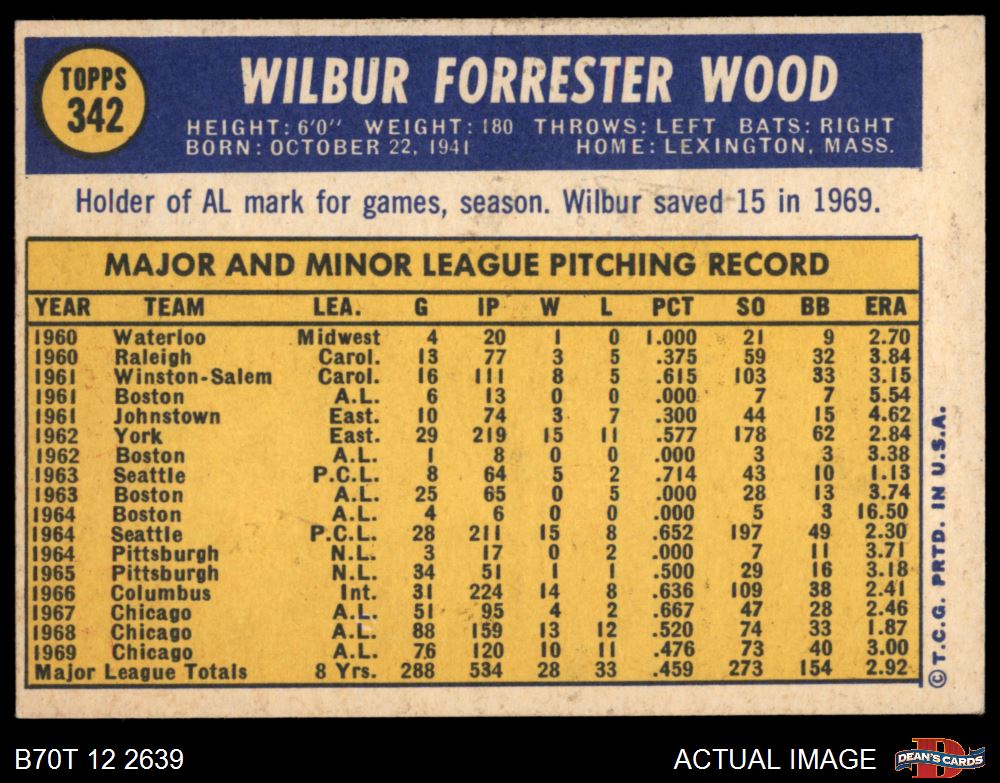 TOPPS
342
WILBUR FORRESTER WOOD
HEIGHT: 6'0" WEIGHT: 180 THROWS: LEFT BATS: RIGHT
BORN: OCTOBER 22, 1941 HOME: LEXINGTON, MASS.
Holder of AL mark for games, season. Wilbur saved 15 in 1969.
MAJOR AND MINOR LEAGUE PITCHING RECORD
YEAR TEAM LEA. G IP W L PCT SO BB ERA
1960 Waterloo Midwest 4 20 1 0 1.000 21 9 2.70
1960 Raleigh Carol. 13 77 3 5 .375 59 32 3.84
1961 Winston-Salem Carol. 16 111 8 5 .615 103 33 3.15
1961 Boston A.L. 6 13 0 0 .000 7 7 5.54
1961 Johnstown East. 10 74 3 7 .300 44 15 4.62
1962 York East. 29 219 15 11 .577 178 62 2.84
1962 Boston A.L. 1 8 0 0 .000 3 3 3.38
1963 Seattle P.C.L. 8 64 5 2 .714 43 10 1.13
1963 Boston A.L. 25 65 0 5 .000 28 13 3.74
1964 Boston A.L. 4 6 0 0 .000 5 3 16.50
1964 Seattle P.C.L. 28 211 15 8 .652 197 49 2.30
1964 Pittsburgh N.L. 3 17 0 2 .000 7 11 3.71
1965 Pittsburgh N.L. 34 51 1 1 .500 29 16 3.18
1966 Columbus Int. 31 224 14 8 .636 109 38 2.41
1967 Chicago A.L. 51 95 4 2 .667 47 28 2.46
1968 Chicago A.L. 88 159 13 12 .520 74 33 1.87
1969 Chicago A.L. 76 120 10 11 .476 73 40 3.00
Major League Totals 8 Yrs. 288 534 28 33 .459 273 154 2.92
© T.C.G. PRTD. IN U.S.A.
B70T 12 2639 ACTUAL IMAGE
D
DEAN'S CARDS